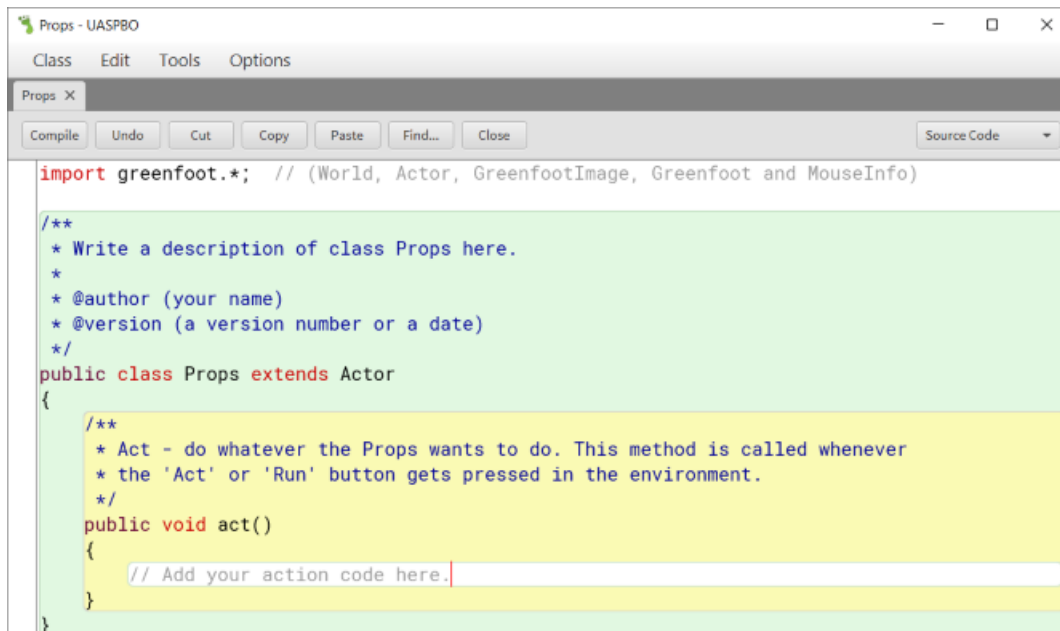 Props - UASPBO
Class Edit Tools Options
Props X
Compile Undo Cut Copy Paste Find... Close Source Code
import greenfoot.*;  // (World, Actor, GreenfootImage, Greenfoot and MouseInfo)
/**
 * Write a description of class Props here.
 *
 * @author (your name)
 * @version (a version number or a date)
 */
public class Props extends Actor
{
    /**
     * Act - do whatever the Props wants to do. This method is called whenever
     * the 'Act' or 'Run' button gets pressed in the environment.
     */
    public void act()
    {
        // Add your action code here.
    }
}